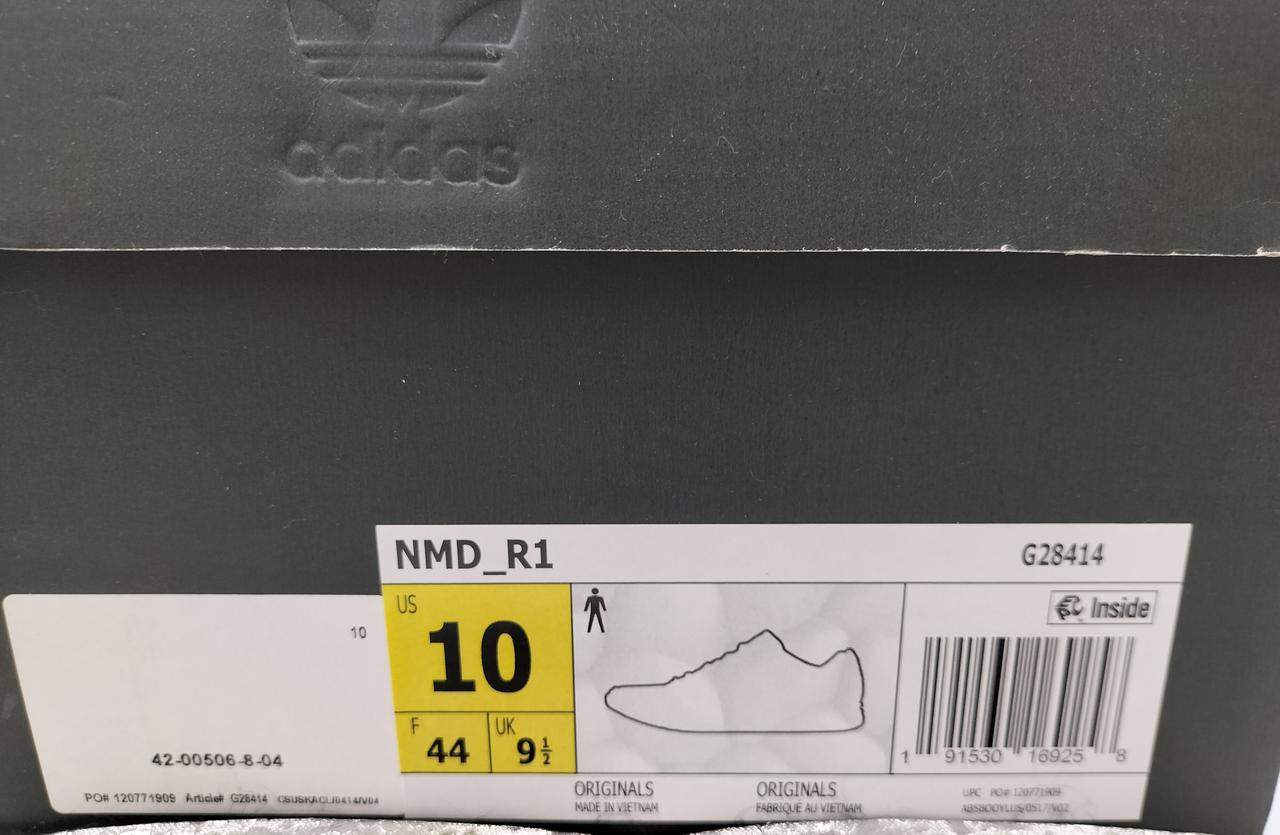 adidas
NMD_R1 G28414
US
10
F
44
UK
9½
Inside
1 91530 16925 8
ORIGINALS
MADE IN VIETNAM
ORIGINALS
FABRIQUÉ AU VIETNAM
UPC PO# 120771909
10
42-00506-8-04
PO# 120771909 Article# G28414